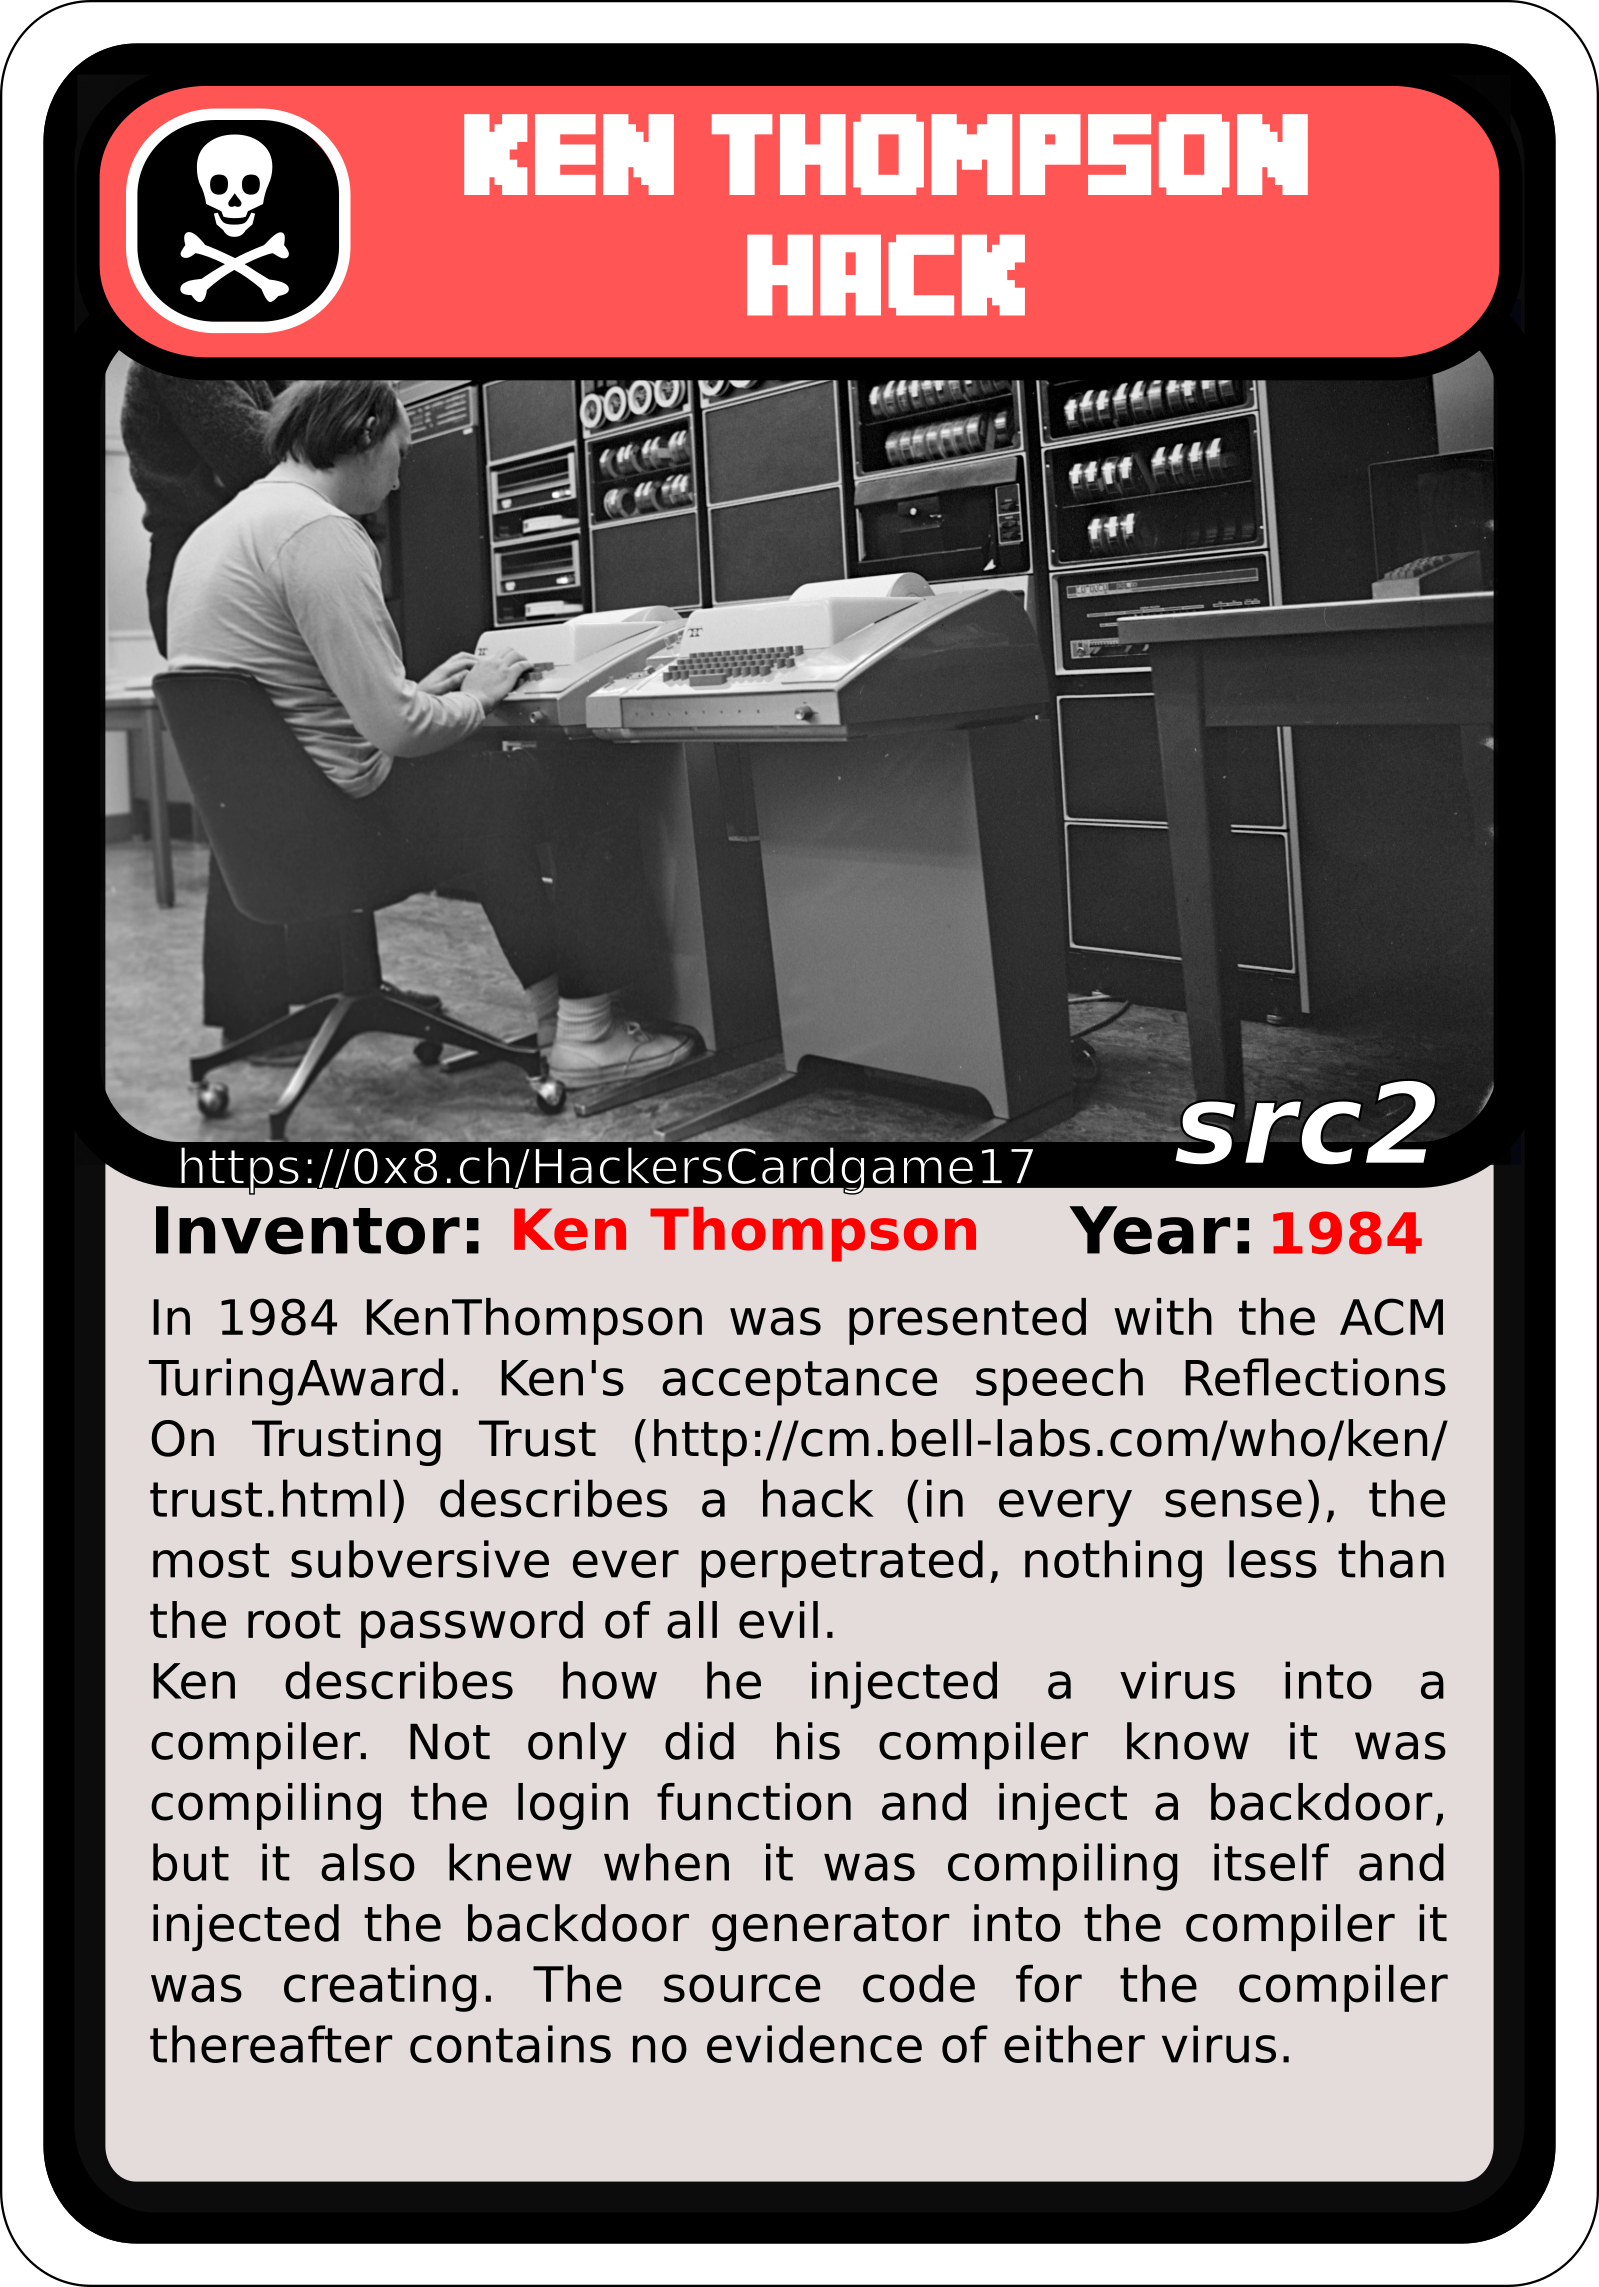 KEN THOMPSON
HACK
src2
https://0x8.ch/HackersCardgame17
Inventor: Ken Thompson Year: 1984
In 1984 KenThompson was presented with the ACM
TuringAward. Ken's acceptance speech Reflections
On Trusting Trust (http://cm.bell-labs.com/who/ken/
trust.html) describes a hack (in every sense), the
most subversive ever perpetrated, nothing less than
the root password of all evil.
Ken describes how he injected a virus into a
compiler. Not only did his compiler know it was
compiling the login function and inject a backdoor,
but it also knew when it was compiling itself and
injected the backdoor generator into the compiler it
was creating. The source code for the compiler
thereafter contains no evidence of either virus.